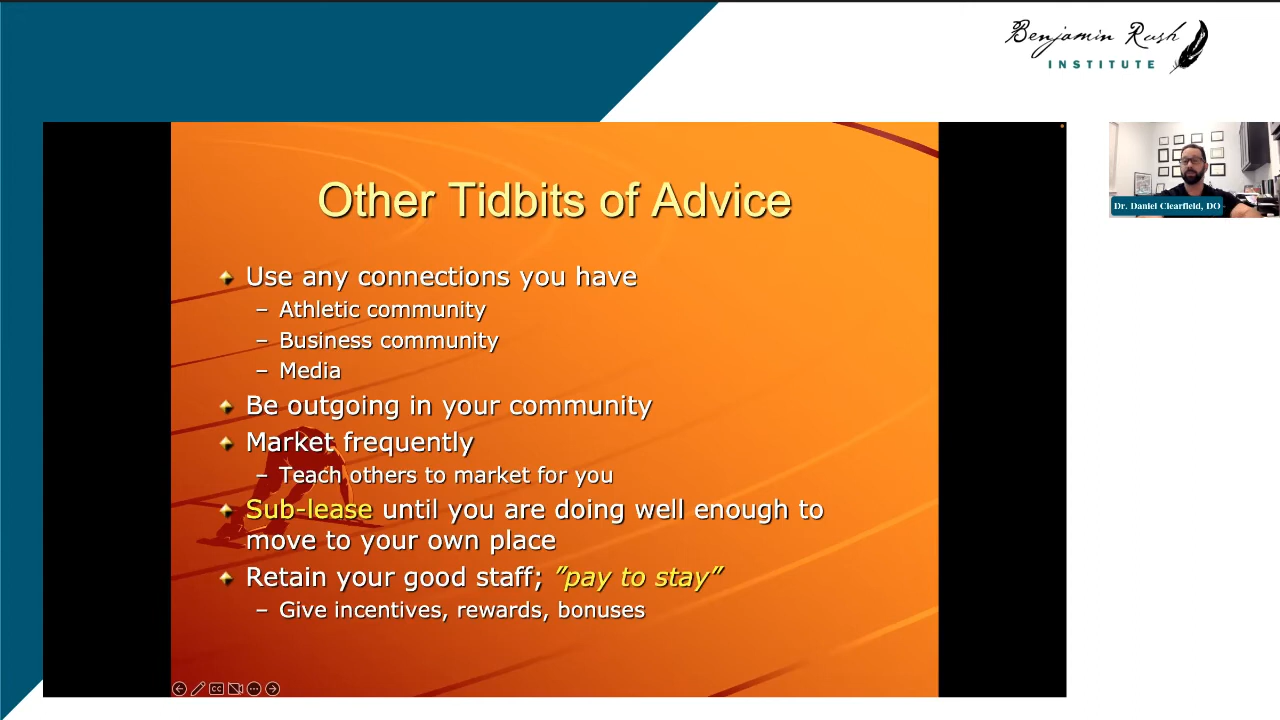 Benjamin Rush
INSTITUTE
Other Tidbits of Advice
Use any connections you have
– Athletic community
– Business community
– Media
Be outgoing in your community
Market frequently
– Teach others to market for you
Sub-lease until you are doing well enough to
move to your own place
Retain your good staff; ”pay to stay”
– Give incentives, rewards, bonuses
CC
Dr. Daniel Clearfield, DO